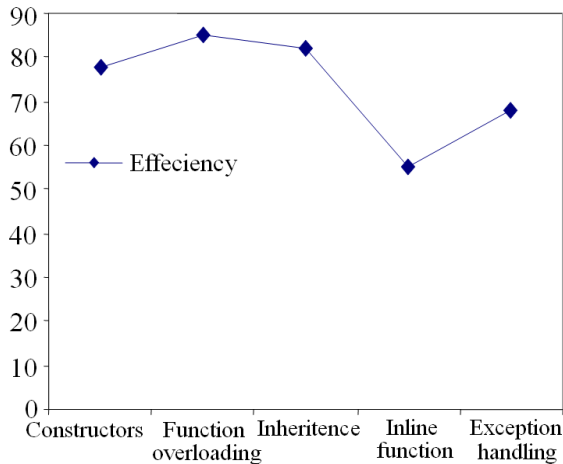 90
80
70
60
Effeciency
50
40
30
20
10
0
Constructors
Function
overloading
Inheritence
Inline
function
Exception
handling